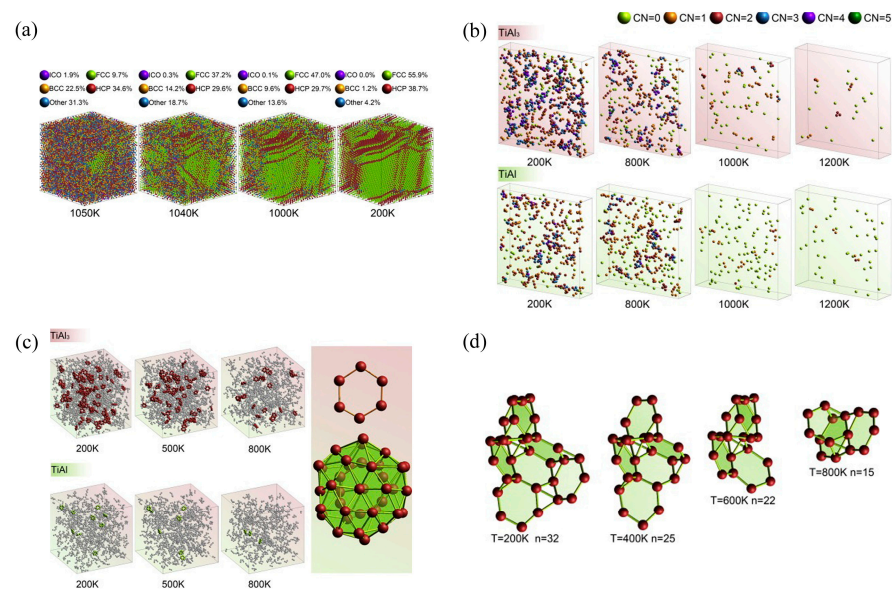 (a)
ICO 1.9% FCC 9.7% ICO 0.3% FCC 37.2% ICO 0.1% FCC 47.0% ICO 0.0% FCC 55.9%
BCC 22.5% HCP 34.6% BCC 14.2% HCP 29.6% BCC 9.6% HCP 29.7% BCC 1.2% HCP 38.7%
Other 31.3% Other 18.7% Other 13.6% Other 4.2%
1050K 1040K 1000K 200K
(b)
CN=0 CN=1 CN=2 CN=3 CN=4 CN=5
TiAl₃
200K 800K 1000K 1200K
TiAl
200K 800K 1000K 1200K
(c)
TiAl₃
200K 500K 800K
TiAl
200K 500K 800K
(d)
T=200K n=32 T=400K n=25 T=600K n=22 T=800K n=15